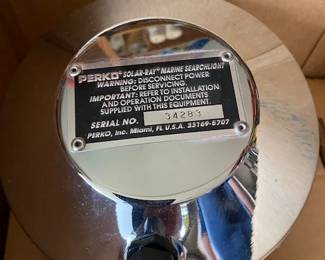 PERKO® SOLAR-RAY® MARINE SEARCHLIGHT
WARNING: DISCONNECT POWER
BEFORE SERVICING
IMPORTANT: REFER TO INSTALLATION
AND OPERATION DOCUMENTS
SUPPLIED WITH THIS EQUIPMENT.
SERIAL NO. 34283
PERKO, Inc. Miami, FL U.S.A. 33169-5707